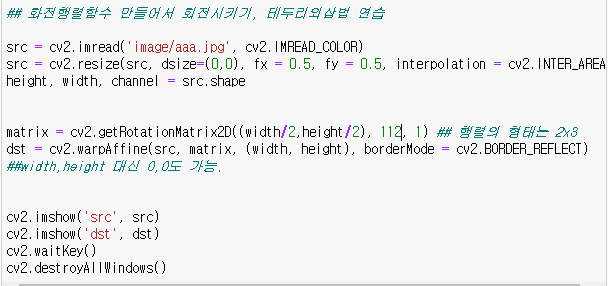 ## 화전행렬함수 만들어서 회전시키기, 테두리외삽법 연습
src = cv2.imread('image/aaa.jpg', cv2.IMREAD_COLOR)
src = cv2.resize(src, dsize=(0,0), fx = 0.5, fy = 0.5, interpolation = cv2.INTER_AREA
height, width, channel = src.shape
matrix = cv2.getRotationMatrix2D((width/2,height/2), 112, 1) ## 행렬의 형태는 2x3
dst = cv2.warpAffine(src, matrix, (width, height), borderMode = cv2.BORDER_REFLECT)
##width,height 대신 0,0도 가능.
cv2.imshow('src', src)
cv2.imshow('dst', dst)
cv2.waitKey()
cv2.destroyAllWindows()